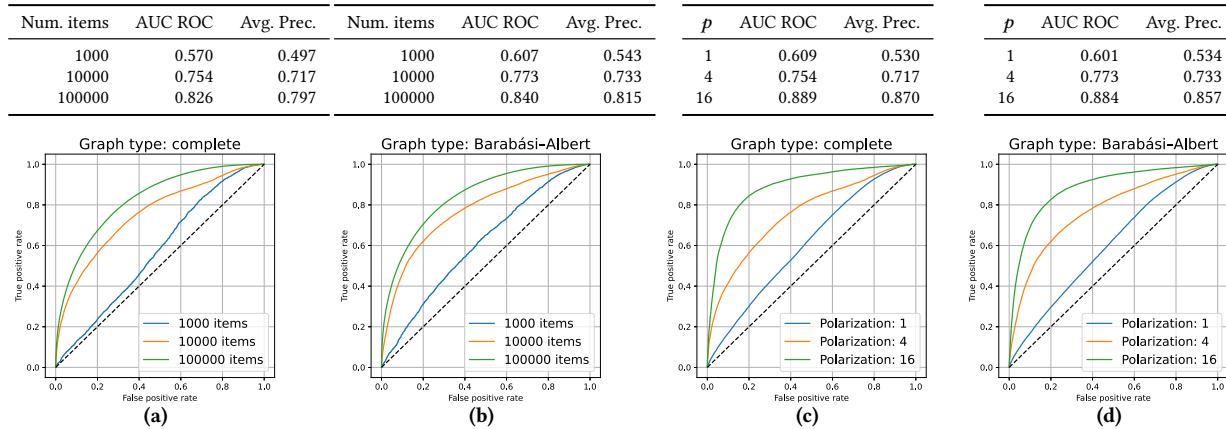 Num. items AUC ROC Avg. Prec.
1000 0.570 0.497
10000 0.754 0.717
100000 0.826 0.797
Num. items AUC ROC Avg. Prec.
1000 0.607 0.543
10000 0.773 0.733
100000 0.840 0.815
p AUC ROC Avg. Prec.
1 0.609 0.530
4 0.754 0.717
16 0.889 0.870
p AUC ROC Avg. Prec.
1 0.601 0.534
4 0.773 0.733
16 0.884 0.857
Graph type: complete
1.0
0.8
0.6
0.4
0.2
0.0
True positive rate
1000 items
10000 items
100000 items
0.0 0.2 0.4 0.6 0.8 1.0
False positive rate
(a)
Graph type: Barabási–Albert
1.0
0.8
0.6
0.4
0.2
0.0
True positive rate
1000 items
10000 items
100000 items
0.0 0.2 0.4 0.6 0.8 1.0
False positive rate
(b)
Graph type: complete
1.0
0.8
0.6
0.4
0.2
0.0
True positive rate
Polarization: 1
Polarization: 4
Polarization: 16
0.0 0.2 0.4 0.6 0.8 1.0
False positive rate
(c)
Graph type: Barabási–Albert
1.0
0.8
0.6
0.4
0.2
0.0
True positive rate
Polarization: 1
Polarization: 4
Polarization: 16
0.0 0.2 0.4 0.6 0.8 1.0
False positive rate
(d)